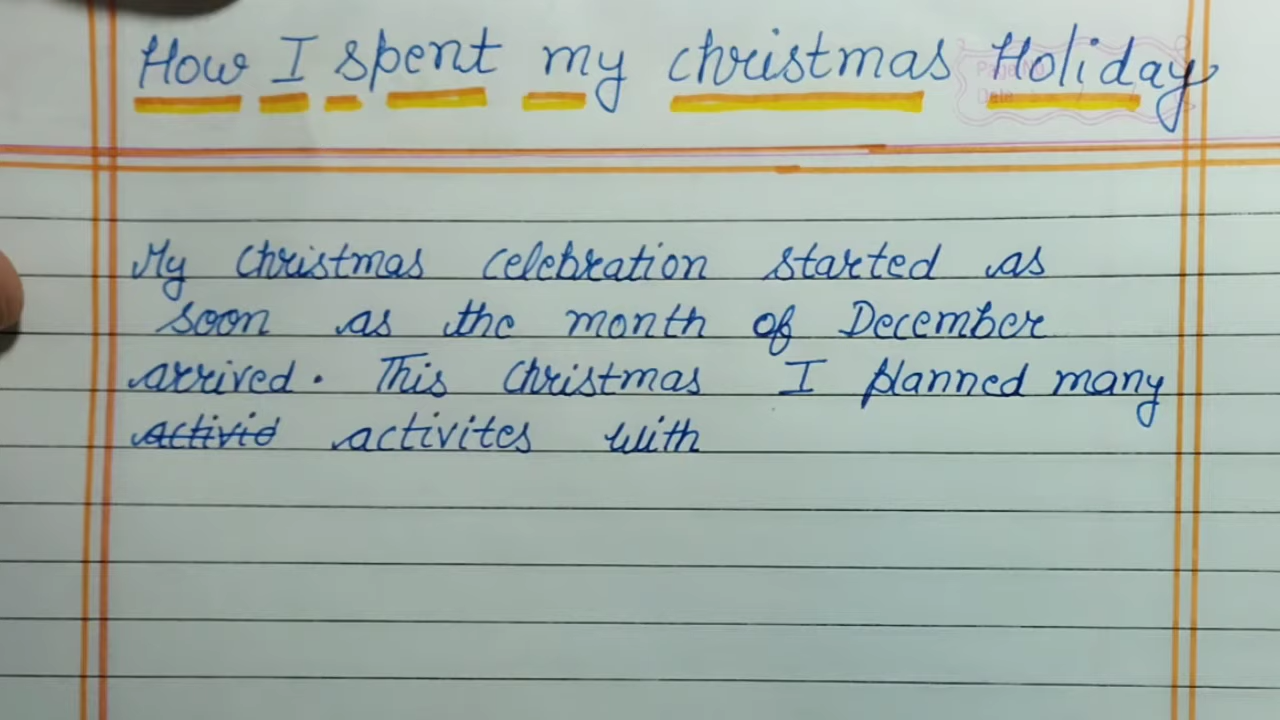 How I spent my christmas Holiday
My Christmas celebration started as
soon as the month of December
arrived. This Christmas I planned many
activid activites with